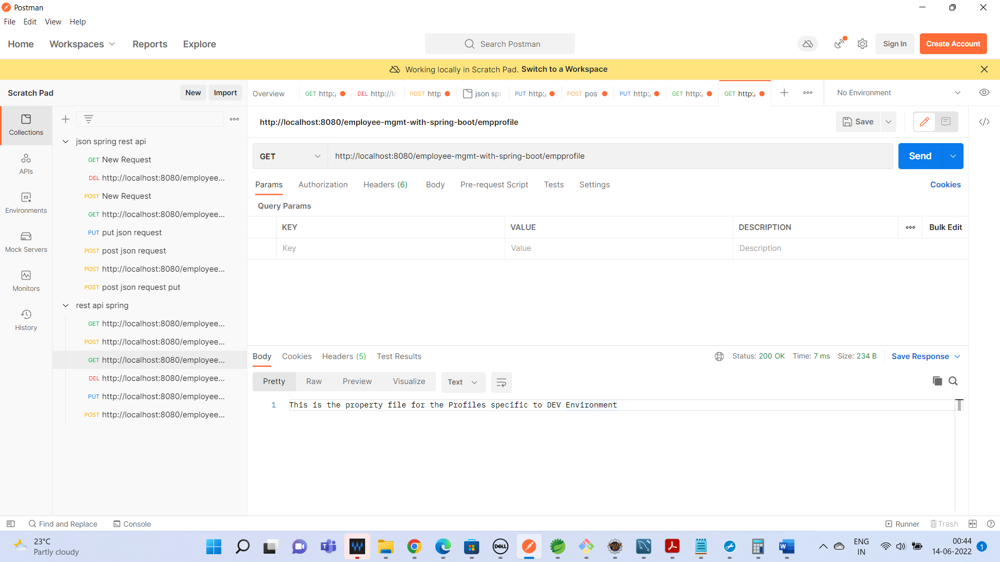 Postman
File Edit View Help
Home Workspaces Reports Explore
Search Postman
Sign In
Create Account
Working locally in Scratch Pad. Switch to a Workspace
Scratch Pad
New
Import
Overview
GET http:/
DEL http://lo
POST http
json spr
PUT http:/
POST pos
PUT http:/
GET http:/
GET http:/
No Environment
Collections
APIs
Environments
Mock Servers
Monitors
History
json spring rest api
GET New Request
DEL http://localhost:8080/employee...
POST New Request
GET http://localhost:8080/employee...
PUT put json request
POST post json request
POST http://localhost:8080/employee...
POST post json request put
rest api spring
GET http://localhost:8080/employee...
POST http://localhost:8080/employee...
GET http://localhost:8080/employee...
DEL http://localhost:8080/employee...
PUT http://localhost:8080/employee...
POST http://localhost:8080/employee...
http://localhost:8080/employee-mgmt-with-spring-boot/empprofile
Save
GET
http://localhost:8080/employee-mgmt-with-spring-boot/empprofile
Send
Params Authorization Headers (6) Body Pre-request Script Tests Settings
Cookies
Query Params
KEY VALUE DESCRIPTION
Bulk Edit
Key Value Description
Body Cookies Headers (5) Test Results
Status: 200 OK Time: 7 ms Size: 234 B
Save Response
Pretty Raw Preview Visualize
Text
1 This is the property file for the Profiles specific to DEV Environment
Find and Replace
Console
Runner
Trash
23°C
Partly cloudy
DELL
ENG
IN
00:44
14-06-2022
1